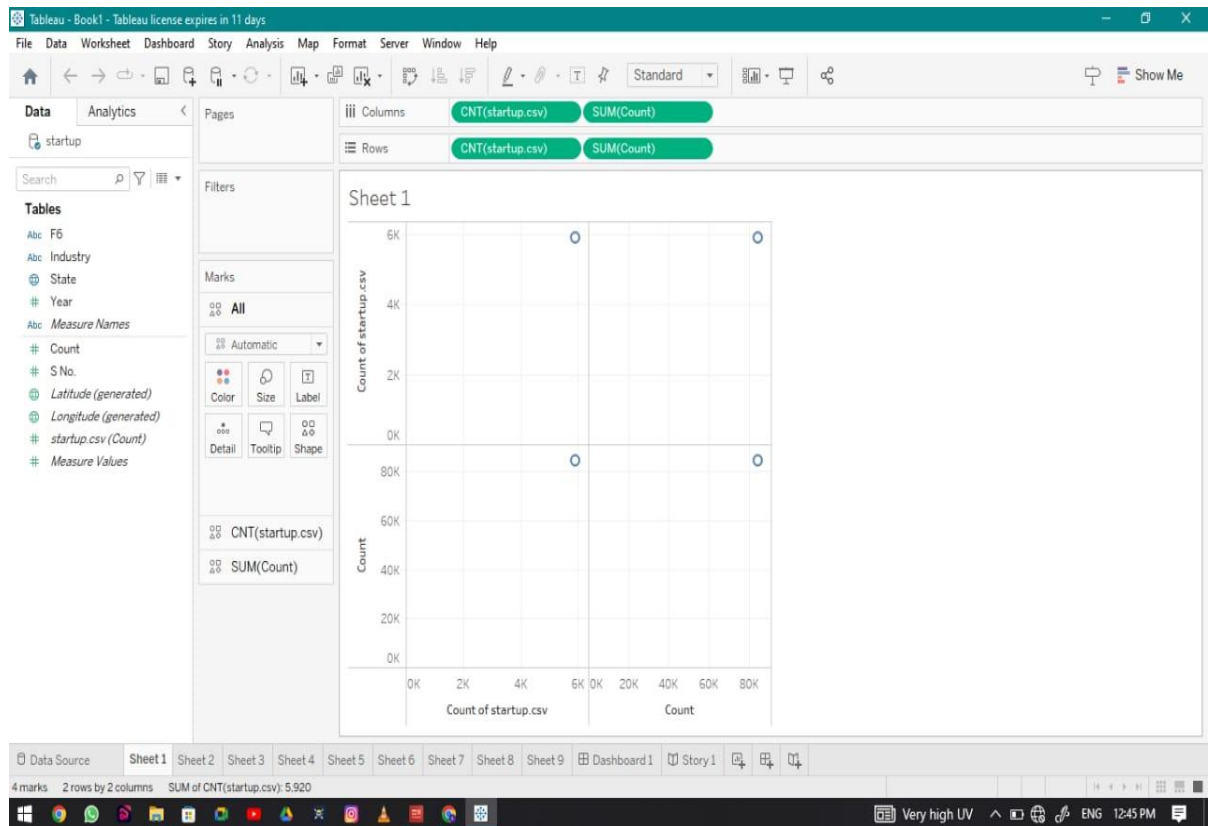 Tableau - Book1 - Tableau license expires in 11 days
File Data Worksheet Dashboard Story Analysis Map Format Server Window Help
Standard
Show Me
Data Analytics
startup
Search
Tables
Abc F6
Abc Industry
State
# Year
Abc Measure Names
# Count
# S No.
Latitude (generated)
Longitude (generated)
# startup.csv (Count)
# Measure Values
Pages
Filters
Marks
All
Automatic
Color Size Label
Detail Tooltip Shape
CNT(startup.csv)
SUM(Count)
Columns CNT(startup.csv) SUM(Count)
Rows CNT(startup.csv) SUM(Count)
Sheet 1
Count of startup.csv
6K
4K
2K
0K
Count
80K
60K
40K
20K
0K
0K 2K 4K 6K 0K 20K 40K 60K 80K
Count of startup.csv Count
Data Source Sheet 1 Sheet 2 Sheet 3 Sheet 4 Sheet 5 Sheet 6 Sheet 7 Sheet 8 Sheet 9 Dashboard 1 Story 1
4 marks 2 rows by 2 columns SUM of CNT(startup.csv): 5,920
Very high UV ENG 12:45 PM